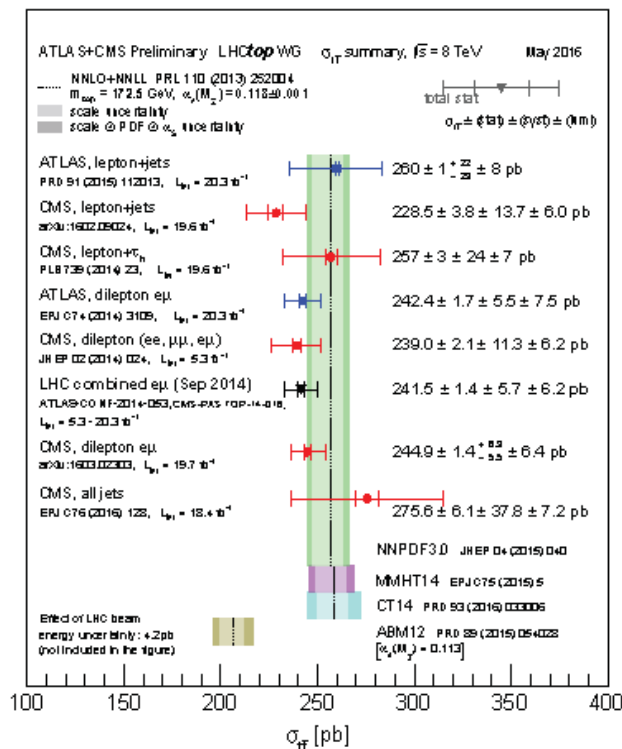 ATLAS+CMS Preliminary LHCtop WG σtt̄ summary, √s = 8 TeV May 2016
NNLO+NNLL PRL 110 (2013) 252004
mtop = 172.5 GeV, αs(MZ) = 0.118±0.001
scale uncertainty
scale ⊗ PDF ⊗ αs uncertainty
total stat
σtt̄ ± (stat) ± (syst) ± (lumi)
ATLAS, lepton+jets
PRD 91 (2015) 112013, Lint = 20.3 fb⁻¹
260 ± 1 ± 8 pb
CMS, lepton+jets
arXiv:1602.09024, Lint = 19.6 fb⁻¹
228.5 ± 3.8 ± 13.7 ± 6.0 pb
CMS, lepton+τh
PLB 739 (2014) 23, Lint = 19.6 fb⁻¹
257 ± 3 ± 24 ± 7 pb
ATLAS, dilepton eμ
EPJC 74 (2014) 3109, Lint = 20.3 fb⁻¹
242.4 ± 1.7 ± 5.5 ± 7.5 pb
CMS, dilepton (ee, μμ, eμ)
JHEP 02 (2014) 024, Lint = 5.3 fb⁻¹
239.0 ± 2.1 ± 11.3 ± 6.2 pb
LHC combined eμ (Sep 2014)
ATLAS-CONF-2014-053, CMS-PAS TOP-14-016,
Lint = 5.3 - 20.3 fb⁻¹
241.5 ± 1.4 ± 5.7 ± 6.2 pb
CMS, dilepton eμ
arXiv:1603.02303, Lint = 19.7 fb⁻¹
244.9 ± 1.4 ± 6.4 pb
CMS, all jets
EPJC 76 (2016) 128, Lint = 18.4 fb⁻¹
275.6 ± 6.1 ± 37.8 ± 7.2 pb
NNPDF3.0 JHEP 04 (2015) 040
MMHT14 EPJC 75 (2015) 5
CT14 PRD 93 (2016) 033006
ABM12 PRD 89 (2015) 054028
[αs(MZ) = 0.113]
Effect of LHC beam
energy uncertainty: 4.2 pb
(not included in the figure)
100 150 200 250 300 350 400
σtt̄ [pb]